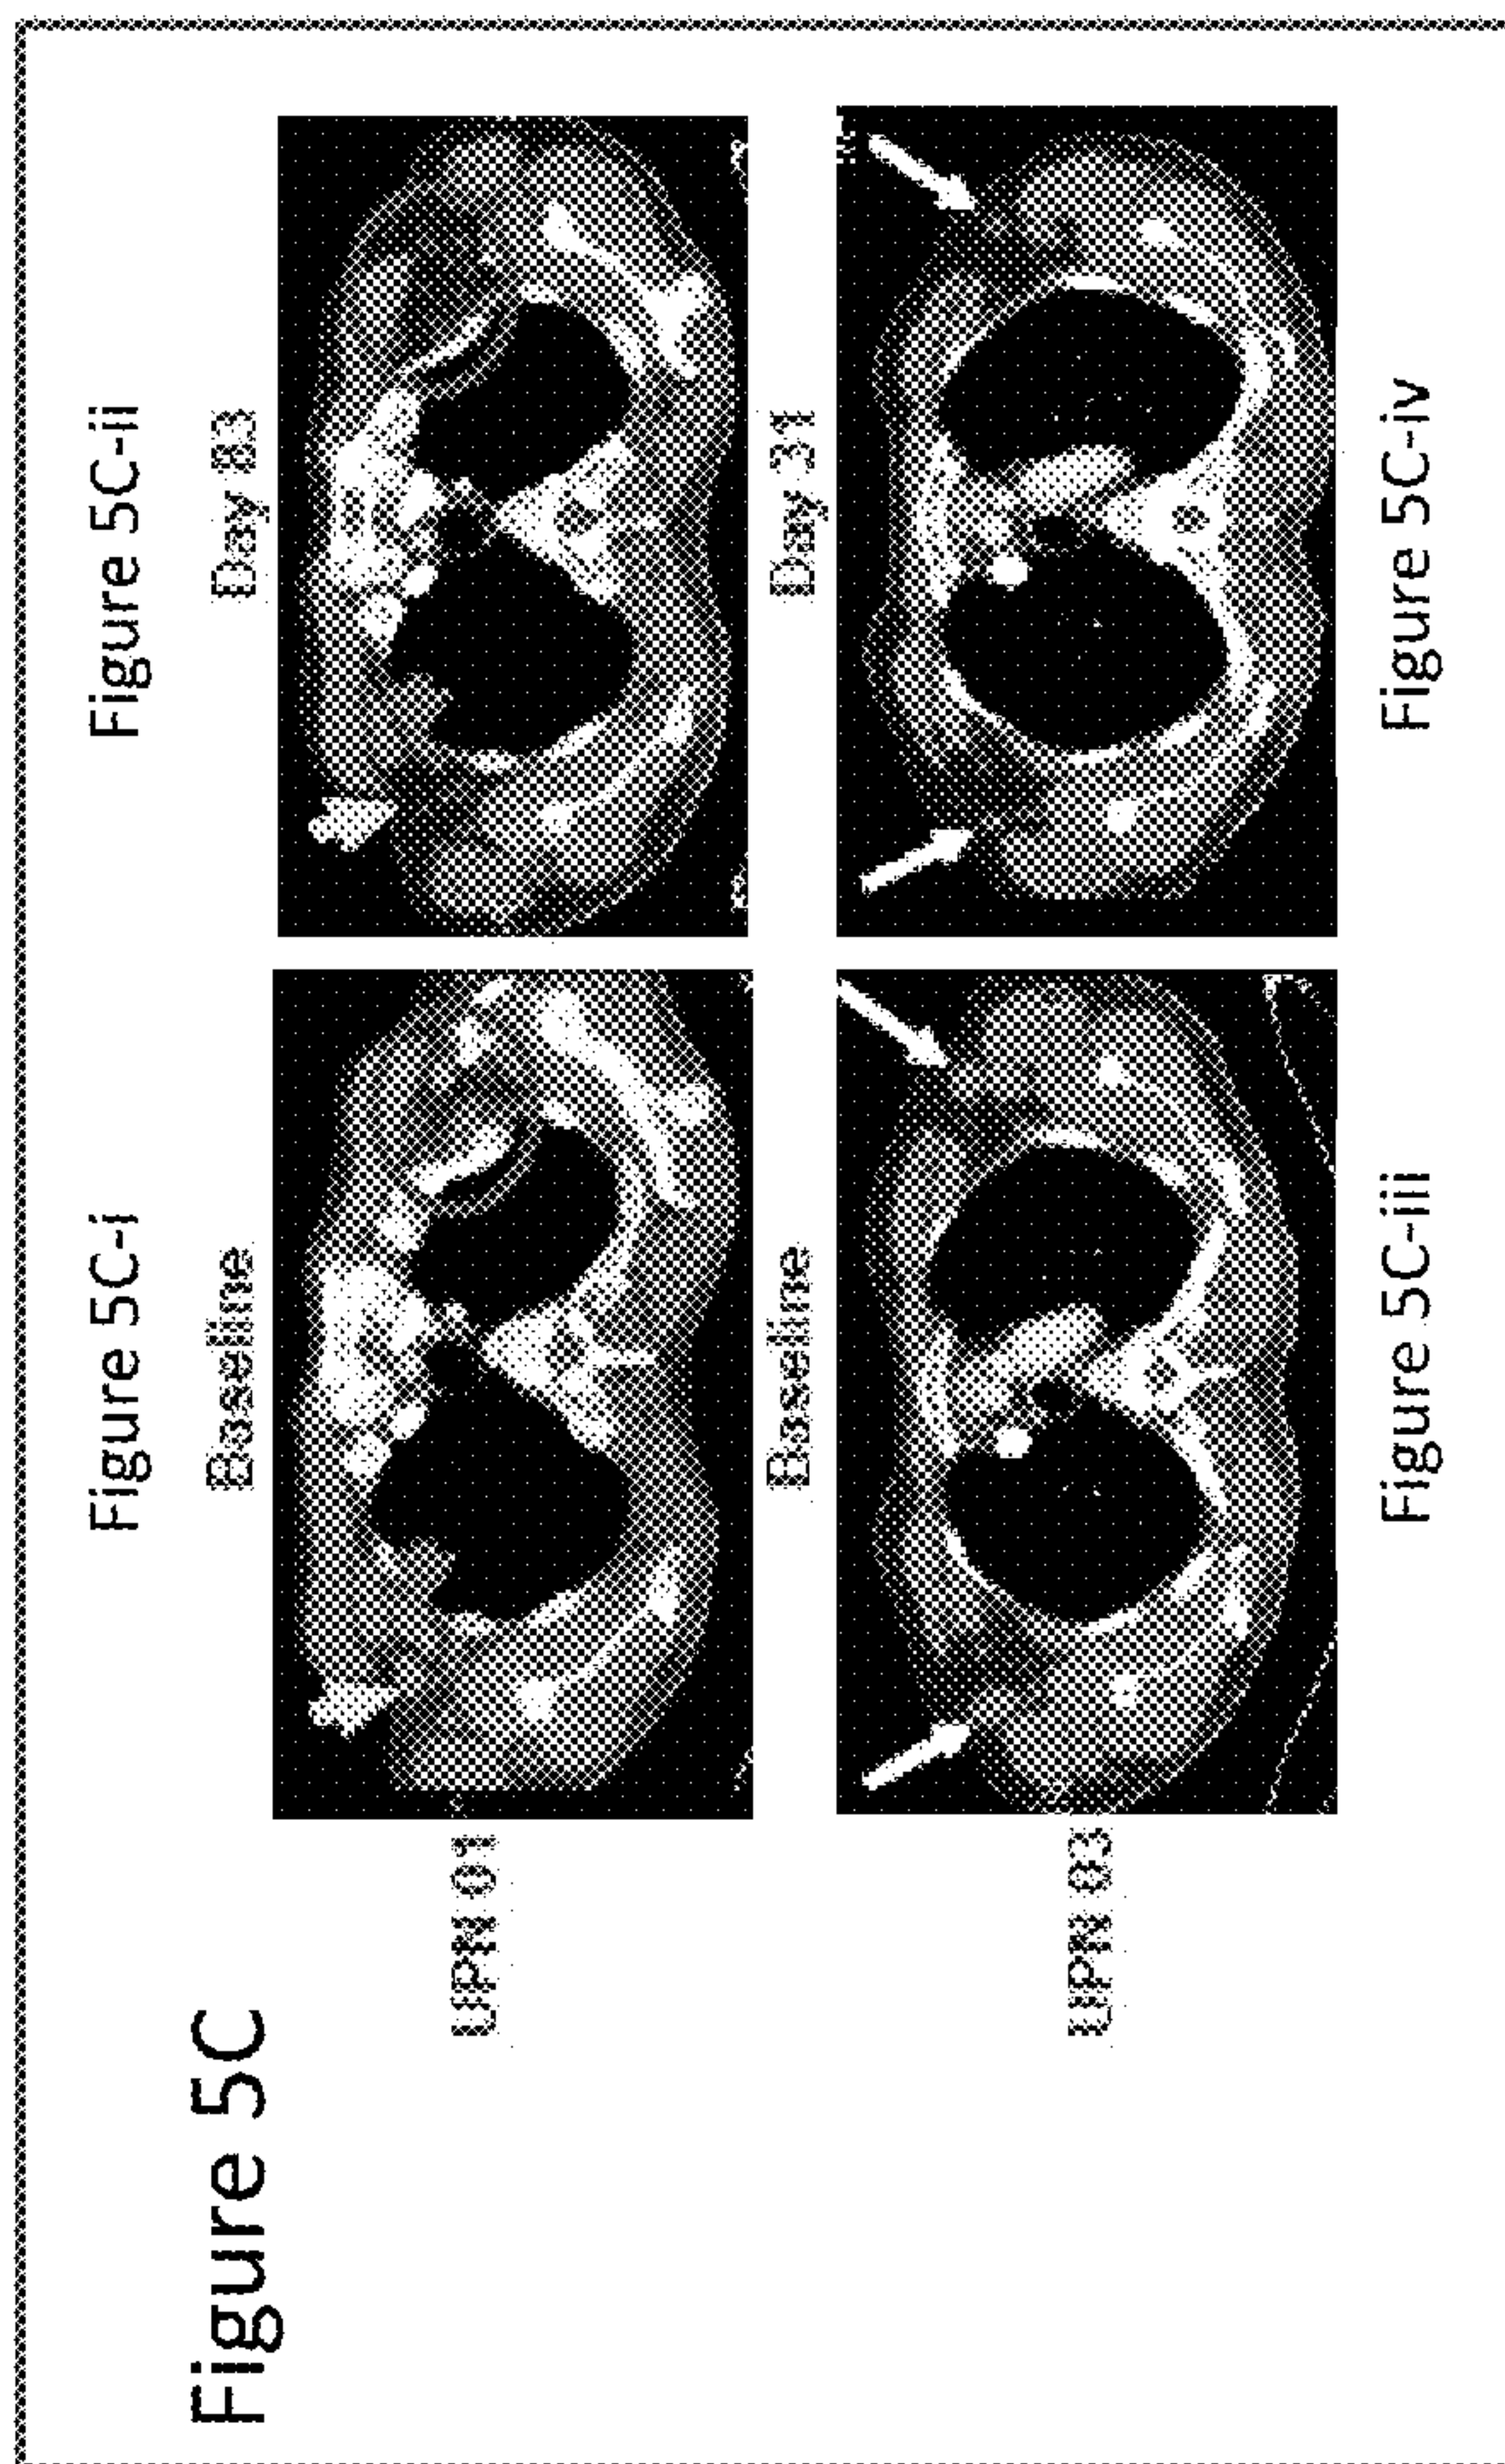 Figure 5C
Figure 5C-i
Figure 5C-ii
Baseline
Day 83
UPN 01
Baseline
Day 31
UPN 03
Figure 5C-iii
Figure 5C-iv